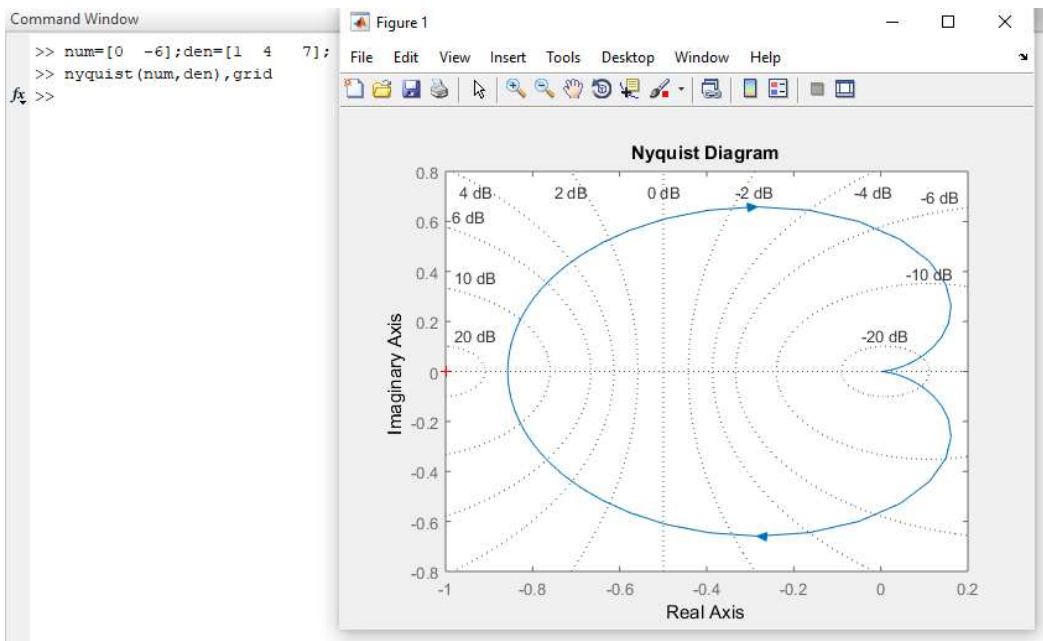 Command Window
>> num=[0  -6];den=[1  4   7];
>> nyquist(num,den),grid
fx >>
Figure 1
File Edit View Insert Tools Desktop Window Help
Nyquist Diagram
0.8
4 dB 2 dB 0 dB -2 dB -4 dB -6 dB
0.6
6 dB
0.4
10 dB -10 dB
0.2
20 dB -20 dB
0
-0.2
-0.4
-0.6
-0.8
Imaginary Axis
-1 -0.8 -0.6 -0.4 -0.2 0 0.2
Real Axis